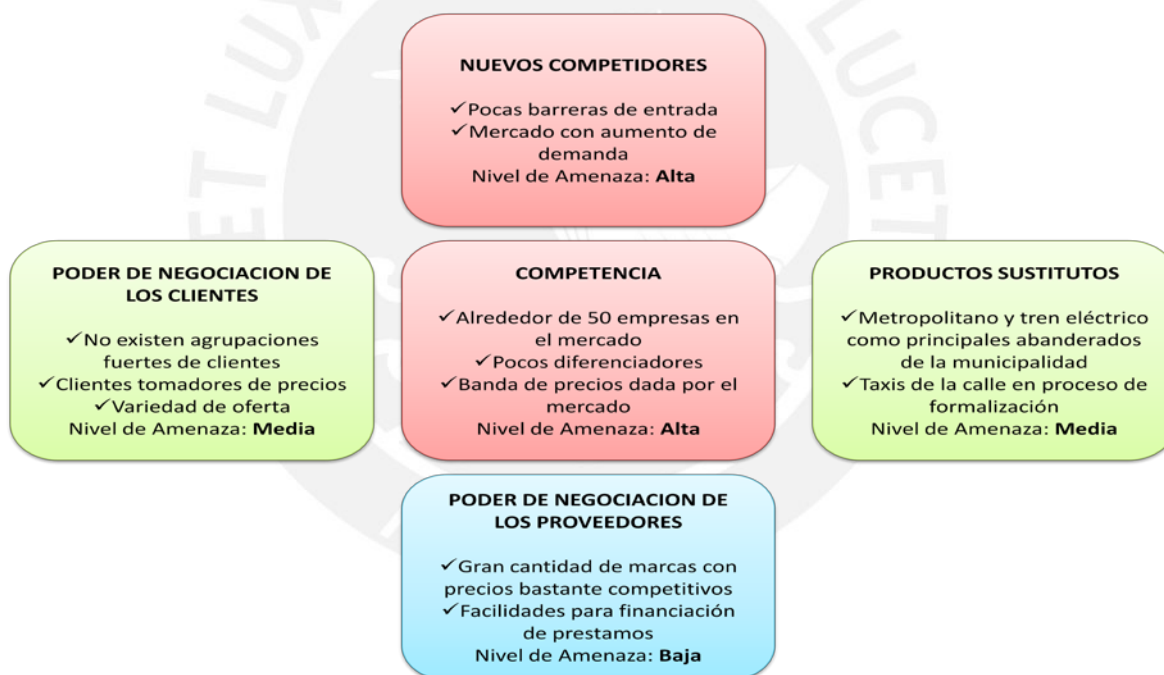 ET LUX
LUCET
NUEVOS COMPETIDORES
✓Pocas barreras de entrada
✓Mercado con aumento de
demanda
Nivel de Amenaza: Alta
PODER DE NEGOCIACION DE
LOS CLIENTES
✓No existen agrupaciones
fuertes de clientes
✓Clientes tomadores de precios
✓Variedad de oferta
Nivel de Amenaza: Media
COMPETENCIA
✓Alrededor de 50 empresas en
el mercado
✓Pocos diferenciadores
✓Banda de precios dada por el
mercado
Nivel de Amenaza: Alta
PRODUCTOS SUSTITUTOS
✓Metropolitano y tren eléctrico
como principales abanderados
de la municipalidad
✓Taxis de la calle en proceso de
formalización
Nivel de Amenaza: Media
PODER DE NEGOCIACION DE
LOS PROVEEDORES
✓Gran cantidad de marcas con
precios bastante competitivos
✓Facilidades para financiación
de prestamos
Nivel de Amenaza: Baja